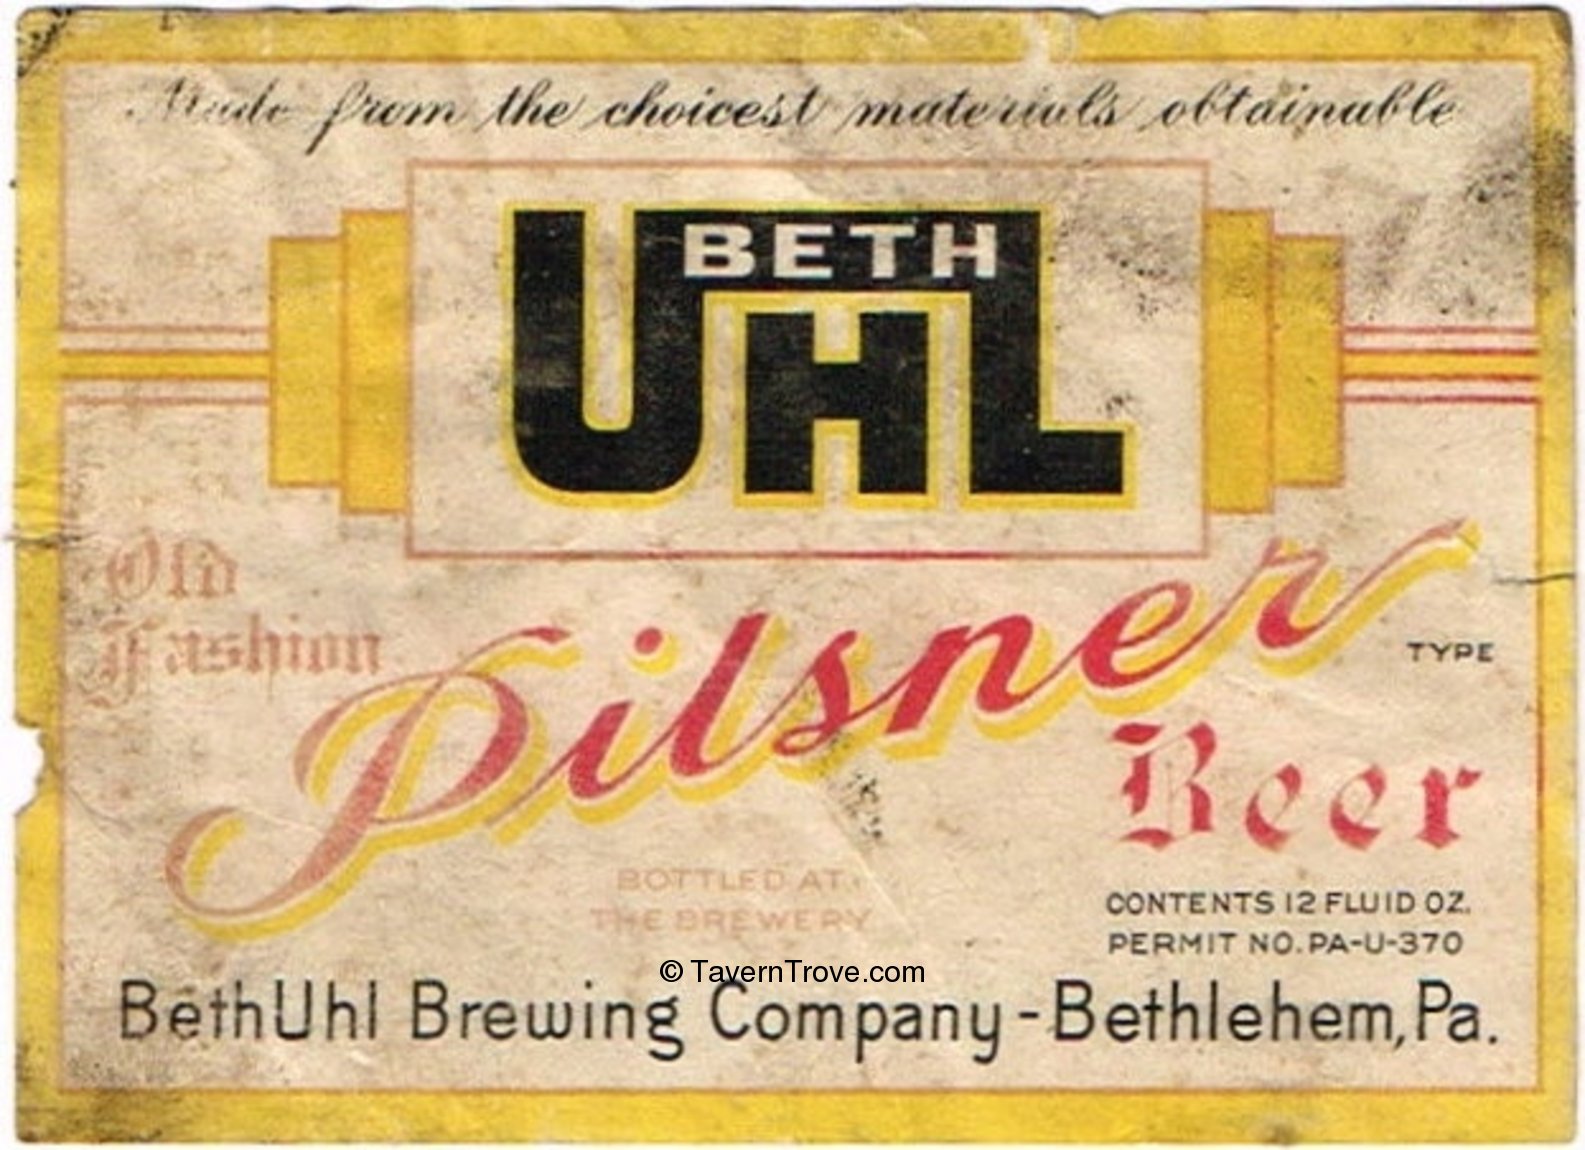 Made from the choicest materials obtainable
BETH
UHL
Old
Fashion
Pilsner
TYPE
Beer
BOTTLED AT
THE BREWERY
CONTENTS 12 FLUID OZ.
PERMIT NO. PA-U-370
© TavernTrove.com
BethUhl Brewing Company - Bethlehem, Pa.